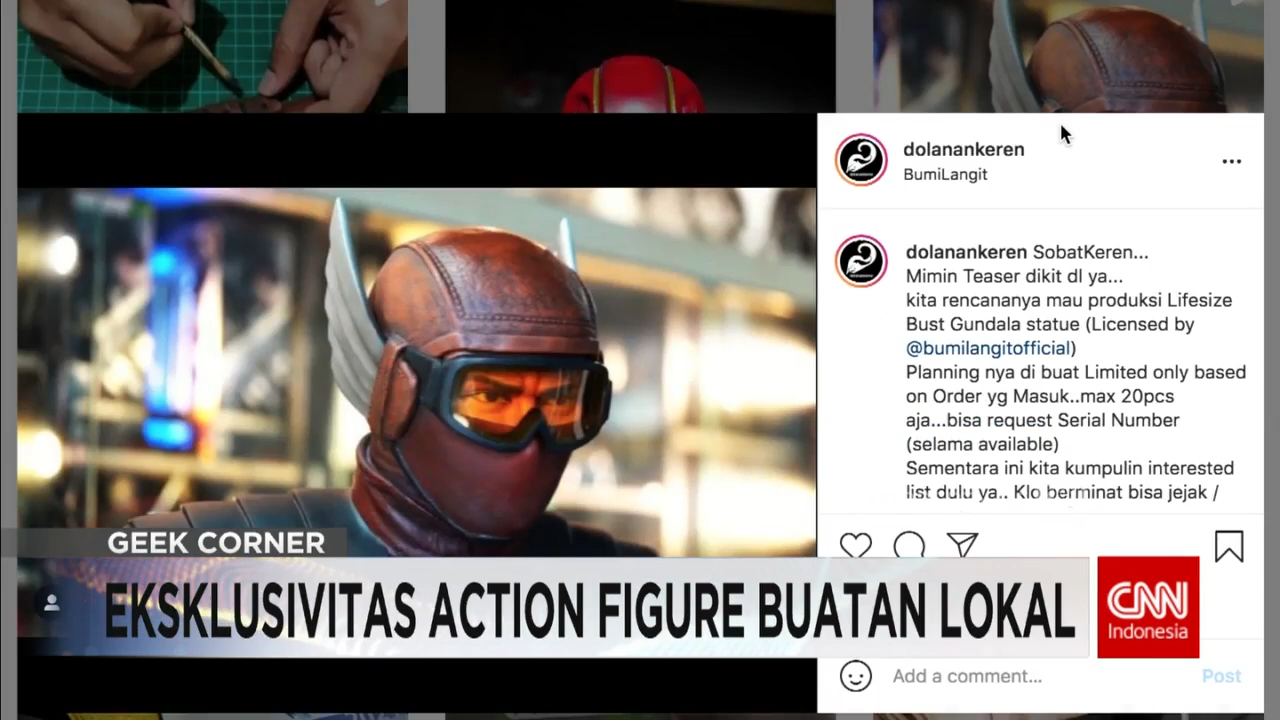 dolanankeren
BumiLangit
dolanankeren SobatKeren...
Mimin Teaser dikit dl ya...
kita rencananya mau produksi Lifesize
Bust Gundala statue (Licensed by
@bumilangitofficial)
Planning nya di buat Limited only based
on Order yg Masuk..max 20pcs
aja...bisa request Serial Number
(selama available)
Sementara ini kita kumpulin interested
list dulu ya.. Klo berminat bisa jejak /
GEEK CORNER
EKSKLUSIVITAS ACTION FIGURE BUATAN LOKAL
CNN
Indonesia
Add a comment...
Post